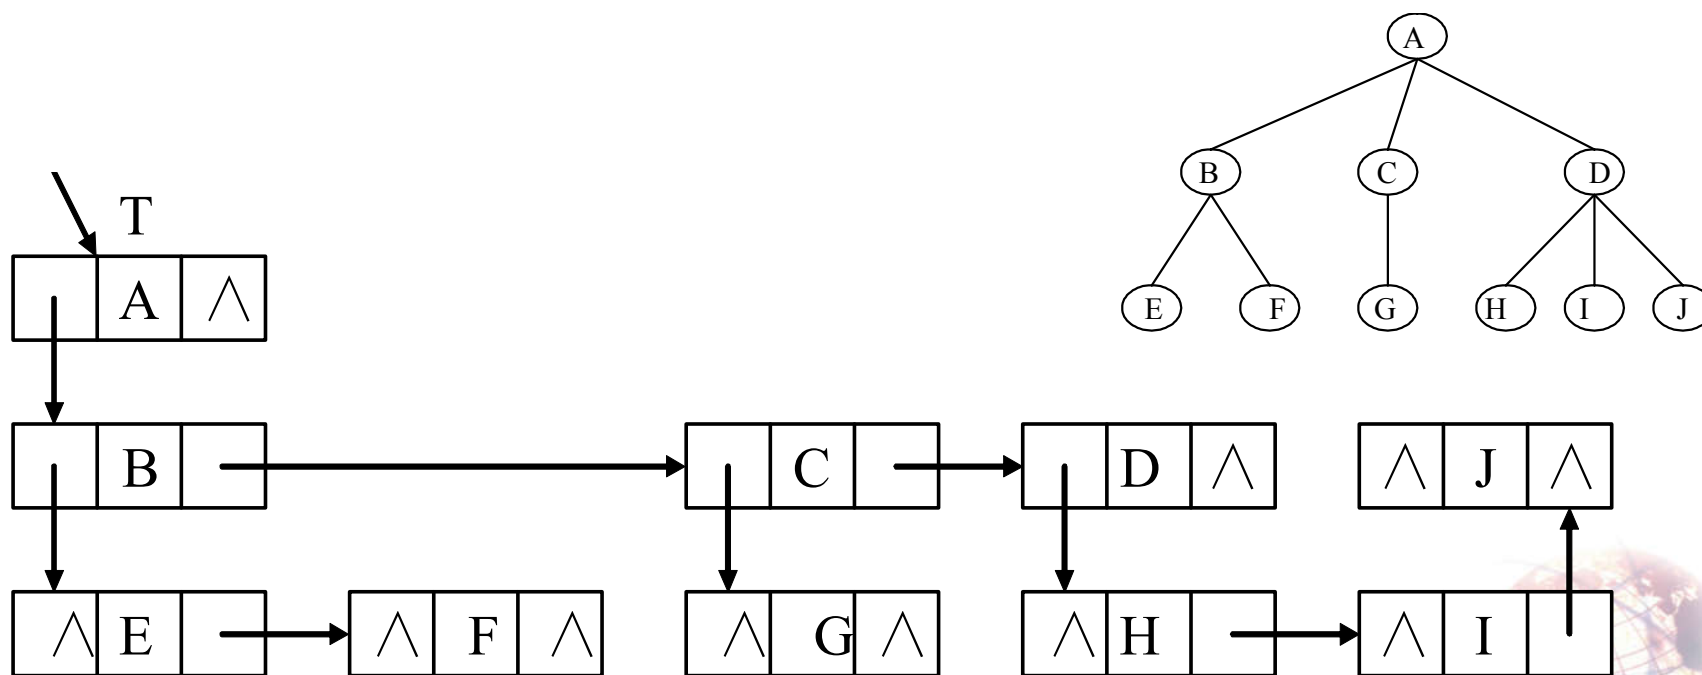 A
B C D
E F G H I J
T
A ∧
B C D ∧ ∧ J ∧
∧ E ∧ F ∧ ∧ G ∧ ∧ H ∧ I